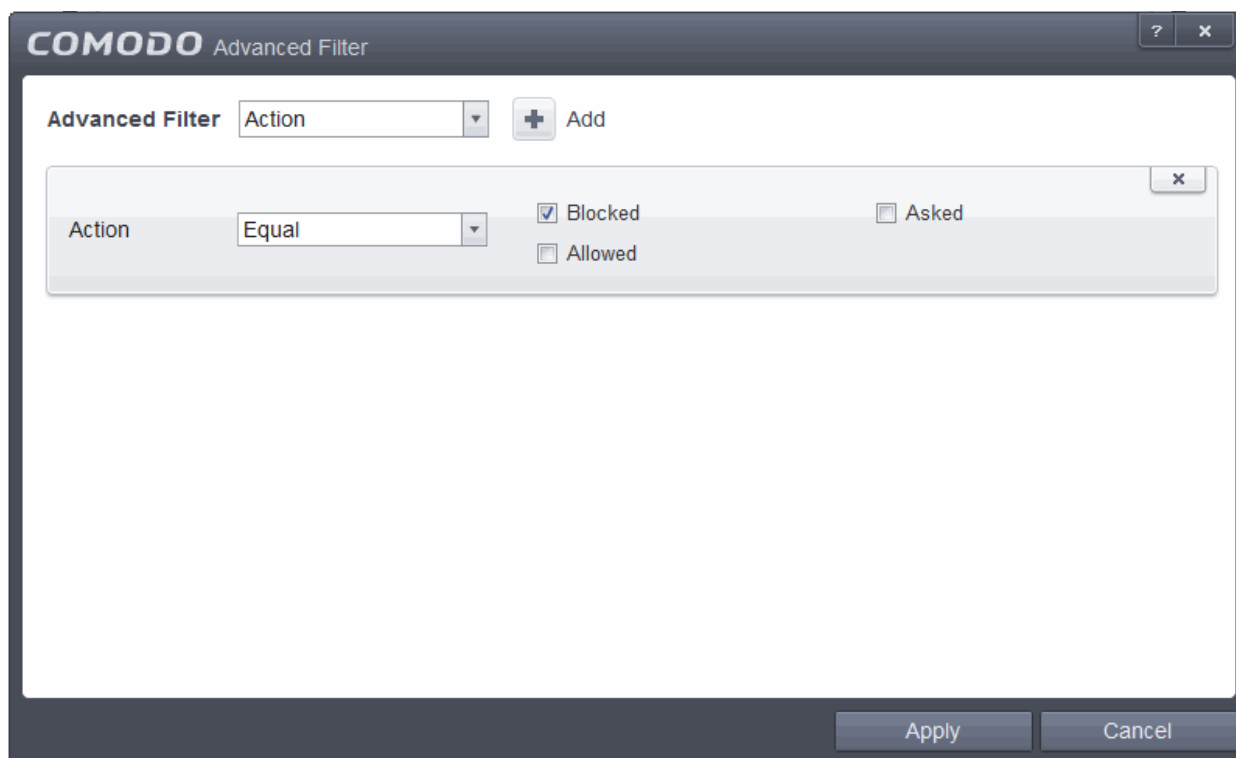 COMODO Advanced Filter ? x
Advanced Filter Action + Add
x
Action Equal Blocked Asked
Allowed
Apply Cancel